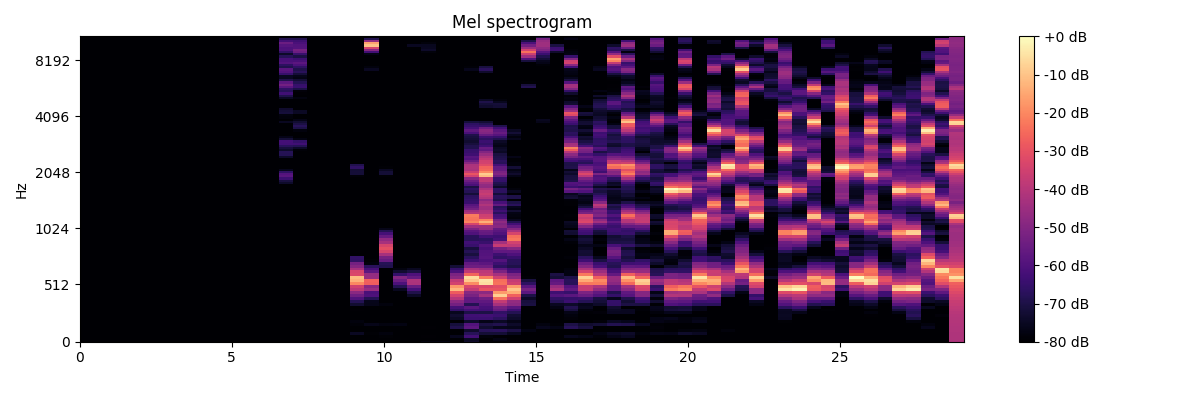 Mel spectrogram
8192
4096
2048
1024
512
0
Hz
0 5 10 15 20 25
Time
+0 dB
-10 dB
-20 dB
-30 dB
-40 dB
-50 dB
-60 dB
-70 dB
-80 dB